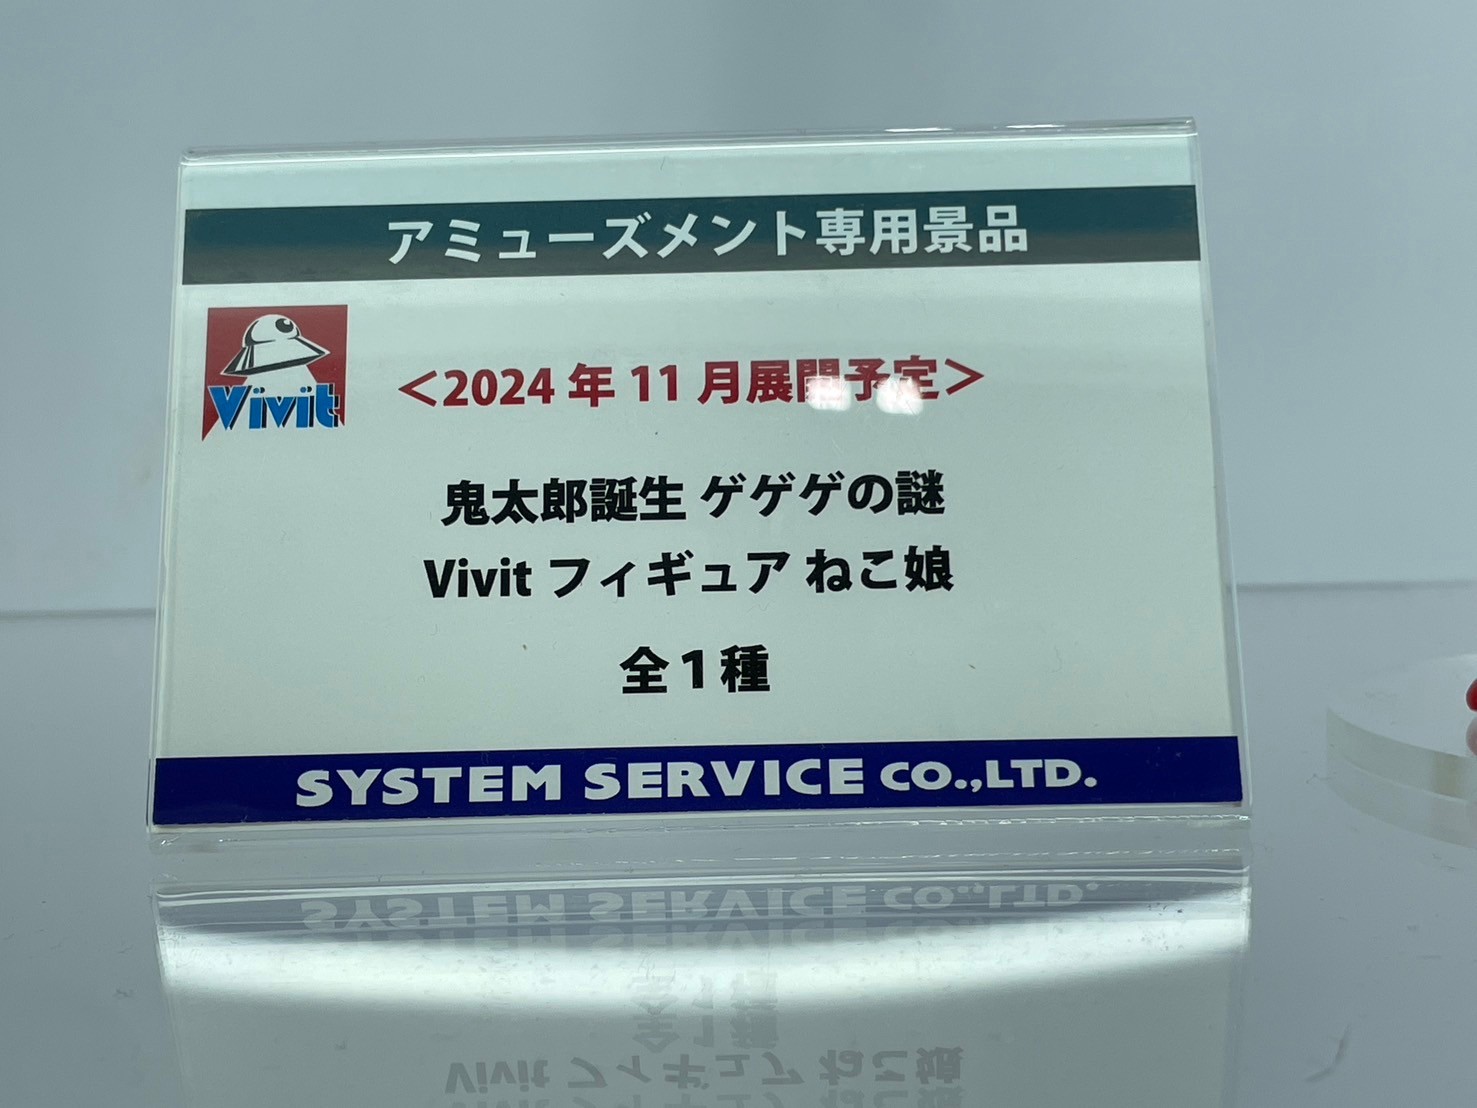 アミューズメント専用景品
Vivit
＜2024年11月展開予定＞
鬼太郎誕生 ゲゲゲの謎
Vivit フィギュア ねこ娘
全1種
SYSTEM SERVICE CO.,LTD.